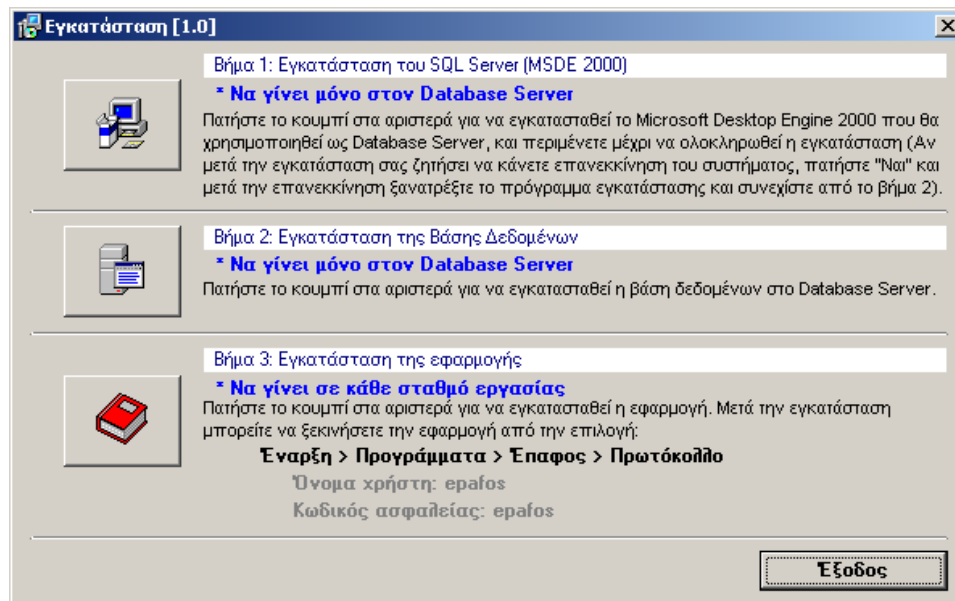 Εγκατάσταση [1.0]
Βήμα 1: Εγκατάσταση του SQL Server (MSDE 2000)
* Να γίνει μόνο στον Database Server
Πατήστε το κουμπί στα αριστερά για να εγκατασταθεί το Microsoft Desktop Engine 2000 που θα
χρησιμοποιηθεί ως Database Server, και περιμένετε μέχρι να ολοκληρωθεί η εγκατάσταση (Αν
μετά την εγκατάσταση σας ζητήσει να κάνετε επανεκκίνηση του συστήματος, πατήστε "Ναι" και
μετά την επανεκκίνηση ξανατρέξτε το πρόγραμμα εγκατάστασης και συνεχίστε από το βήμα 2).
Βήμα 2: Εγκατάσταση της Βάσης Δεδομένων
* Να γίνει μόνο στον Database Server
Πατήστε το κουμπί στα αριστερά για να εγκατασταθεί η βάση δεδομένων στο Database Server.
Βήμα 3: Εγκατάσταση της εφαρμογής
* Να γίνει σε κάθε σταθμό εργασίας
Πατήστε το κουμπί στα αριστερά για να εγκατασταθεί η εφαρμογή. Μετά την εγκατάσταση
μπορείτε να ξεκινήσετε την εφαρμογή από την επιλογή:
Έναρξη > Προγράμματα > Έπαφος > Πρωτόκολλο
Όνομα χρήστη: epafos
Κωδικός ασφαλείας: epafos
Έξοδος